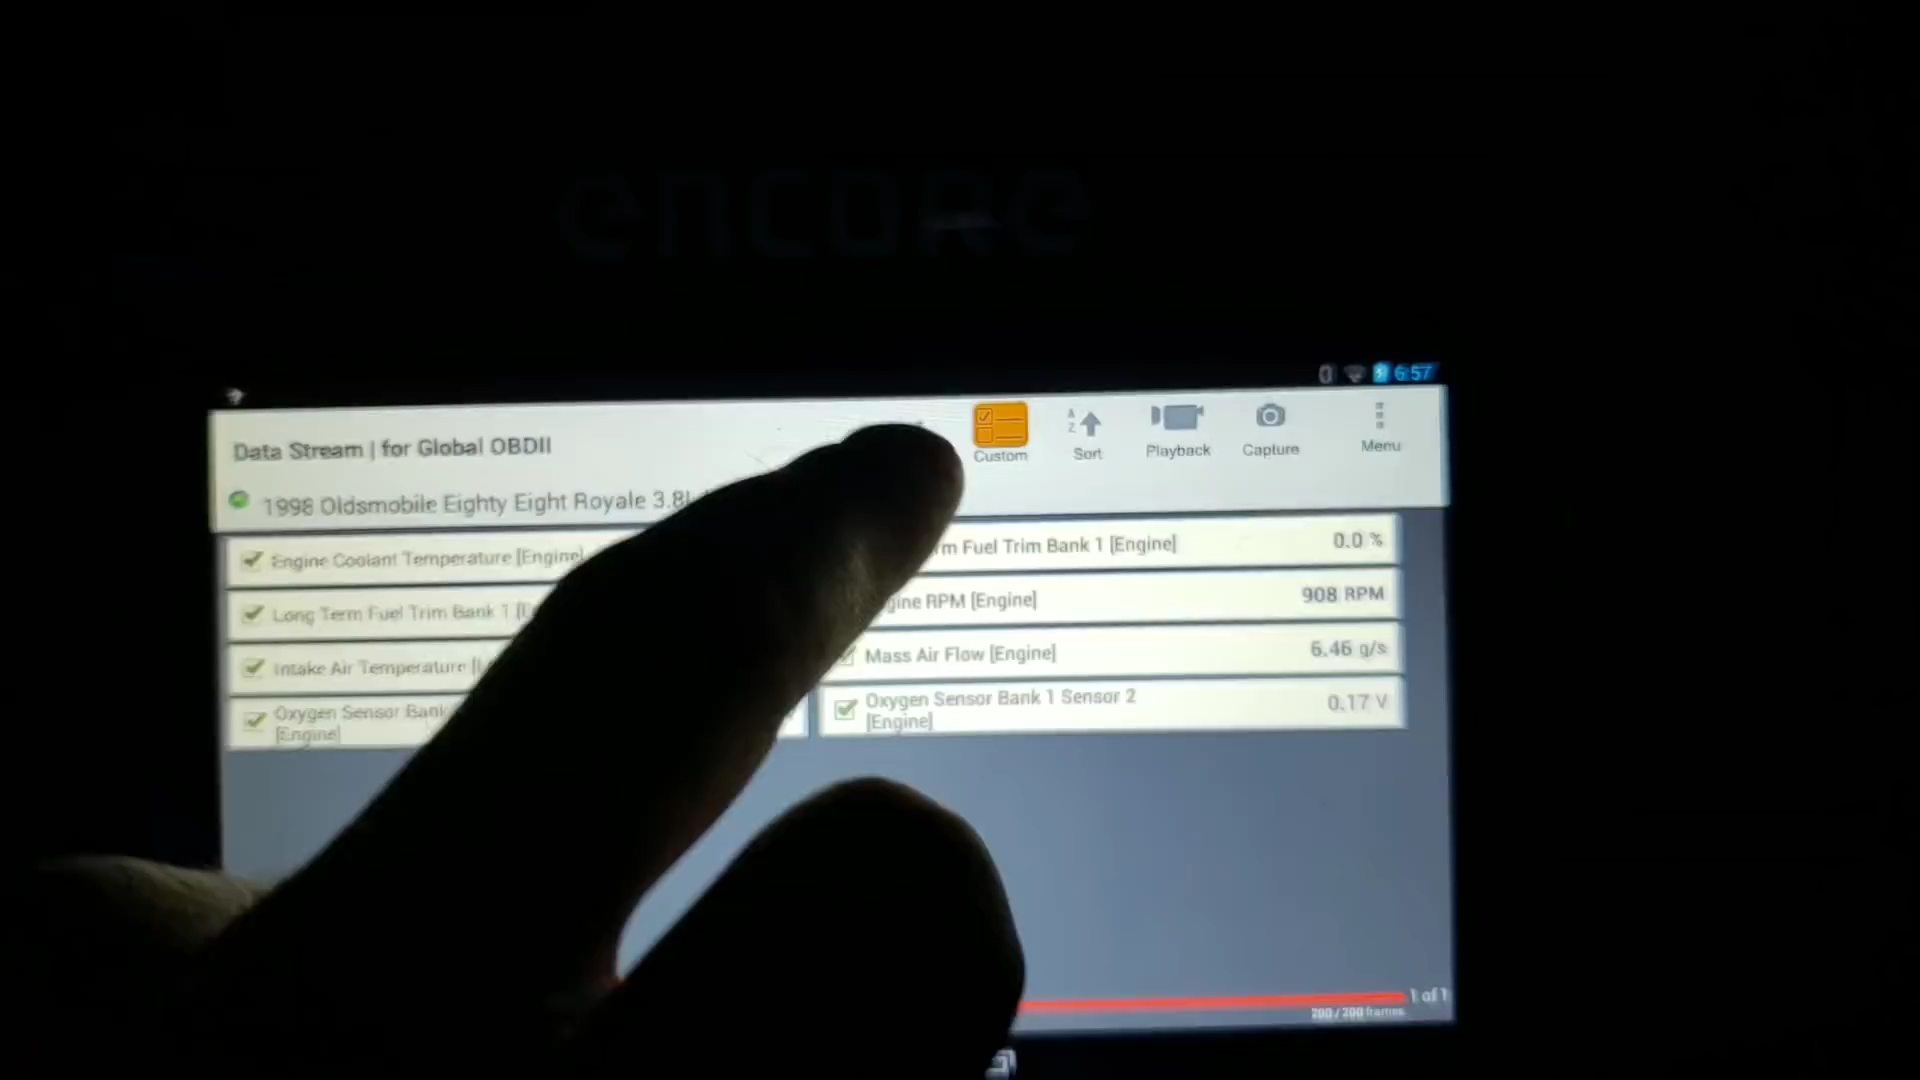 encore
6:57
Data Stream | for Global OBDII
Custom
Sort
Playback
Capture
Menu
1998 Oldsmobile Eighty Eight Royale 3.8L
Engine Coolant Temperature [Engine]
Fuel Trim Bank 1 [Engine]
0.0 %
Long Term Fuel Trim Bank 1
RPM [Engine]
908 RPM
Intake Air Temperature
Mass Air Flow [Engine]
6.46 g/s
Oxygen Sensor Bank
[Engine]
Oxygen Sensor Bank 1 Sensor 2
[Engine]
0.17 V
1 of 1
200 / 200 frames